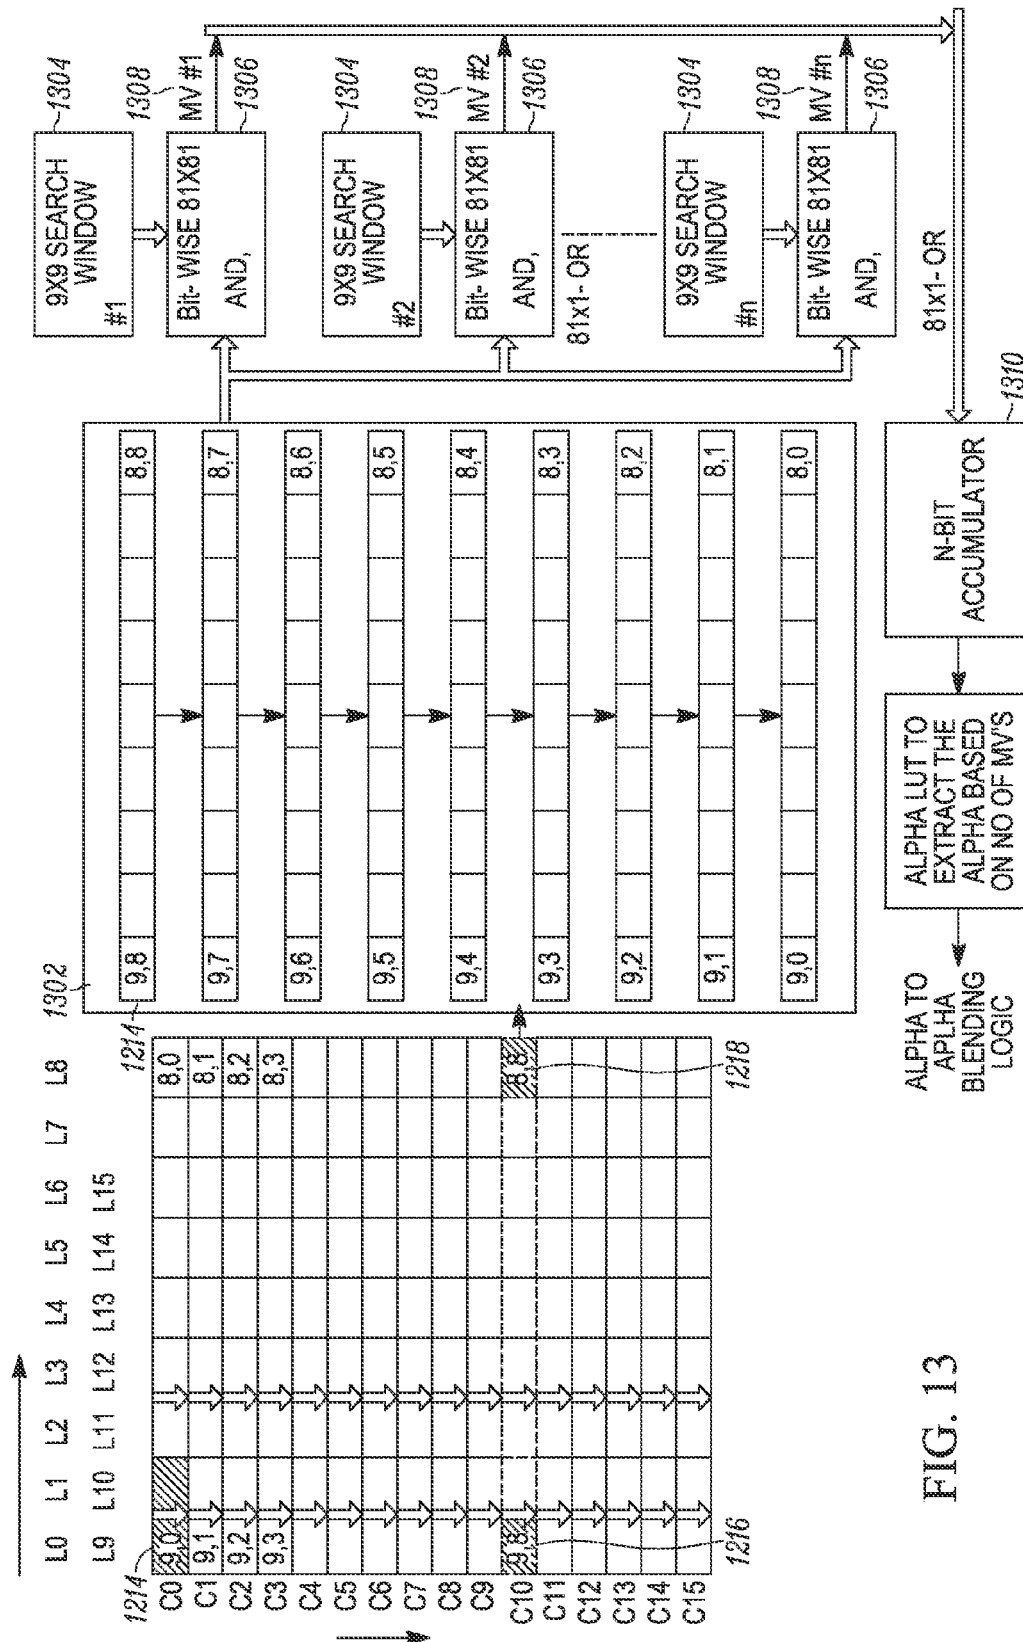 L0 L1 L2 L3 L4 L5 L6 L7 L8
L9 L10 L11 L12 L13 L14 L15
1214
C0 9,0 8,0
C1 9,1 8,1
C2 9,2 8,2
C3 9,3 8,3
C4
C5
C6
C7
C8
C9
C10 9,8 8,8
C11
C12
C13
C14
C15
1216
1218
1302
1214
9,8 8,8
9,7 8,7
9,6 8,6
9,5 8,5
9,4 8,4
9,3 8,3
9,2 8,2
9,1 8,1
9,0 8,0
1304
9X9 SEARCH
WINDOW
#1
1308
MV #1
Bit- WISE 81X81
AND,
1306
1304
9X9 SEARCH
WINDOW
#2
1308
MV #2
Bit- WISE 81X81
AND,
1306
81x1- OR
1304
9X9 SEARCH
WINDOW
#n
1308
MV #n
Bit- WISE 81X81
AND,
1306
81x1- OR
1310
N-BIT
ACCUMULATOR
ALPHA LUT TO
EXTRACT THE
ALPHA BASED
ON NO OF MV'S
ALPHA TO
APLHA
BLENDING
LOGIC
FIG. 13